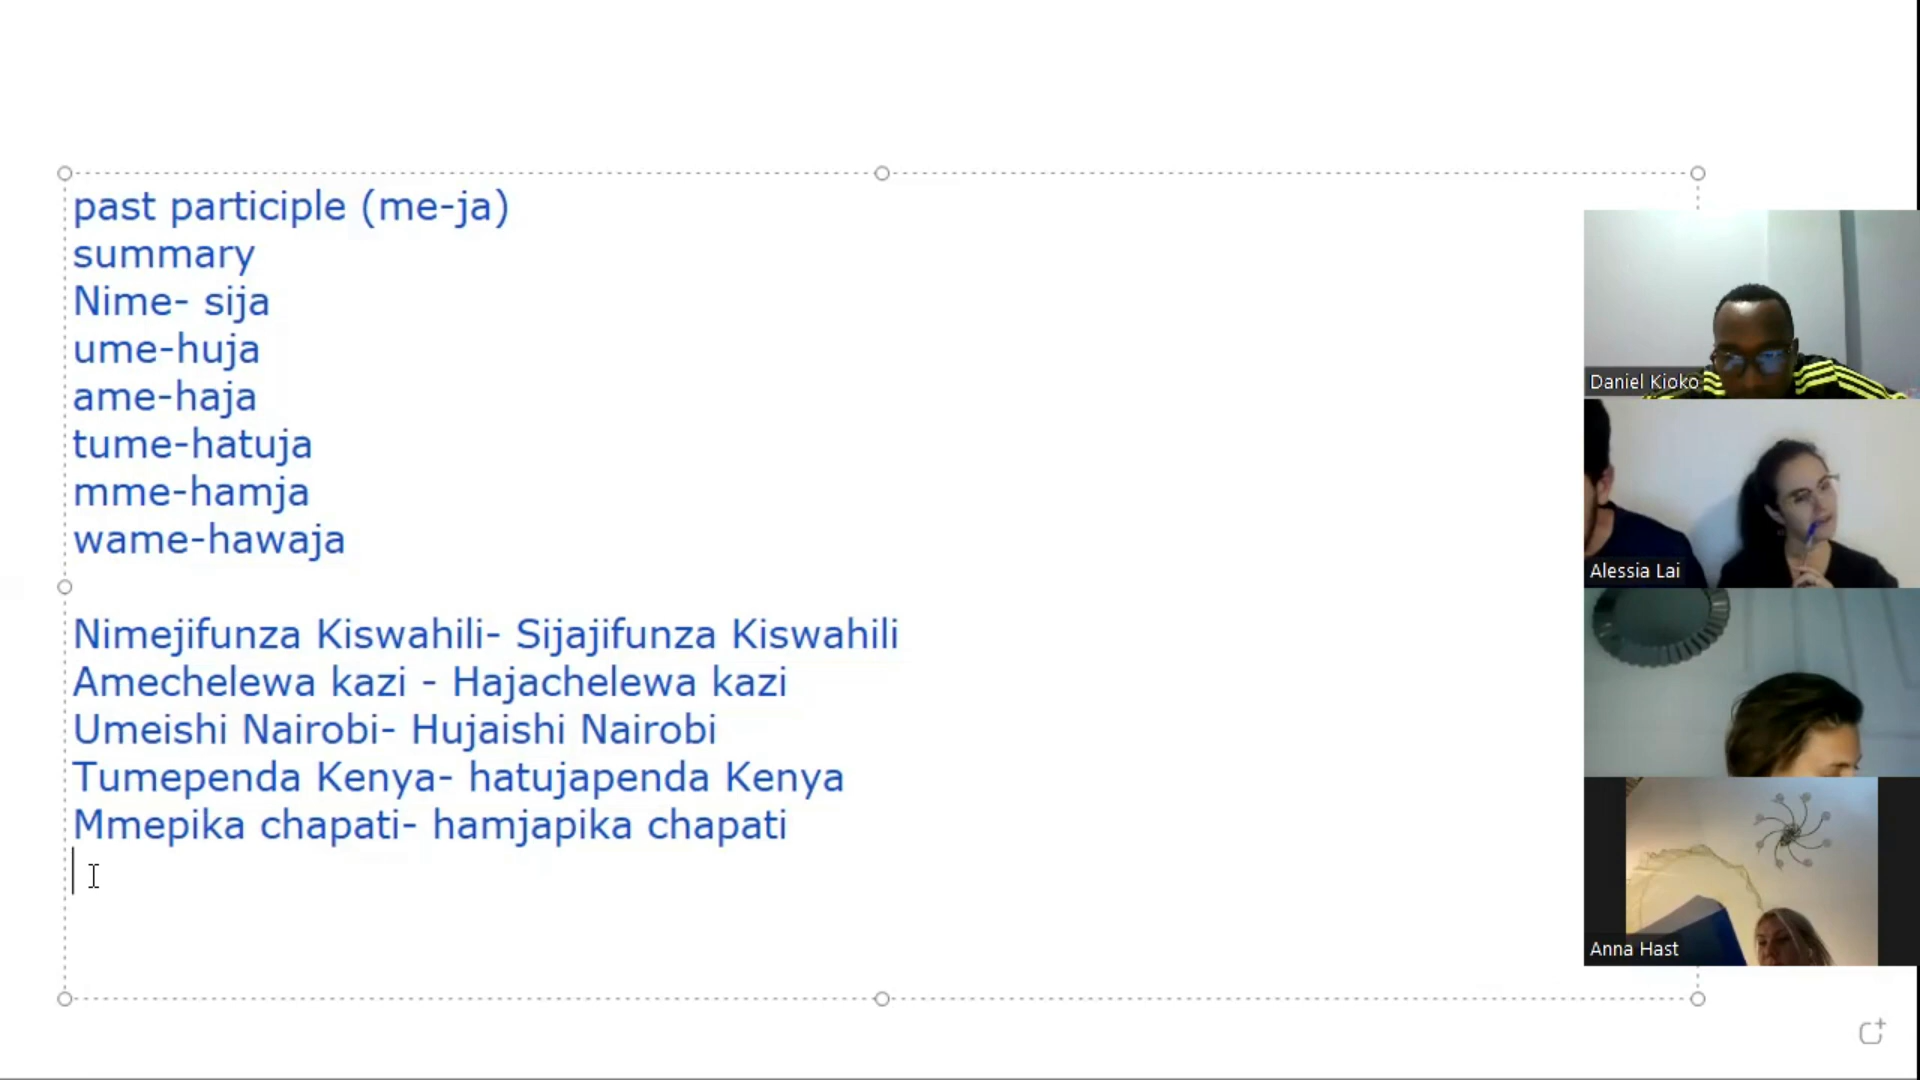 past participle (me-ja)
summary
Nime- sija
ume-huja
ame-haja
tume-hatuja
mme-hamja
wame-hawaja
Nimejifunza Kiswahili- Sijajifunza Kiswahili
Amechelewa kazi - Hajachelewa kazi
Umeishi Nairobi- Hujaishi Nairobi
Tumependa Kenya- hatujapenda Kenya
Mmepika chapati- hamjapika chapati
Daniel Kioko
Alessia Lai
Anna Hast